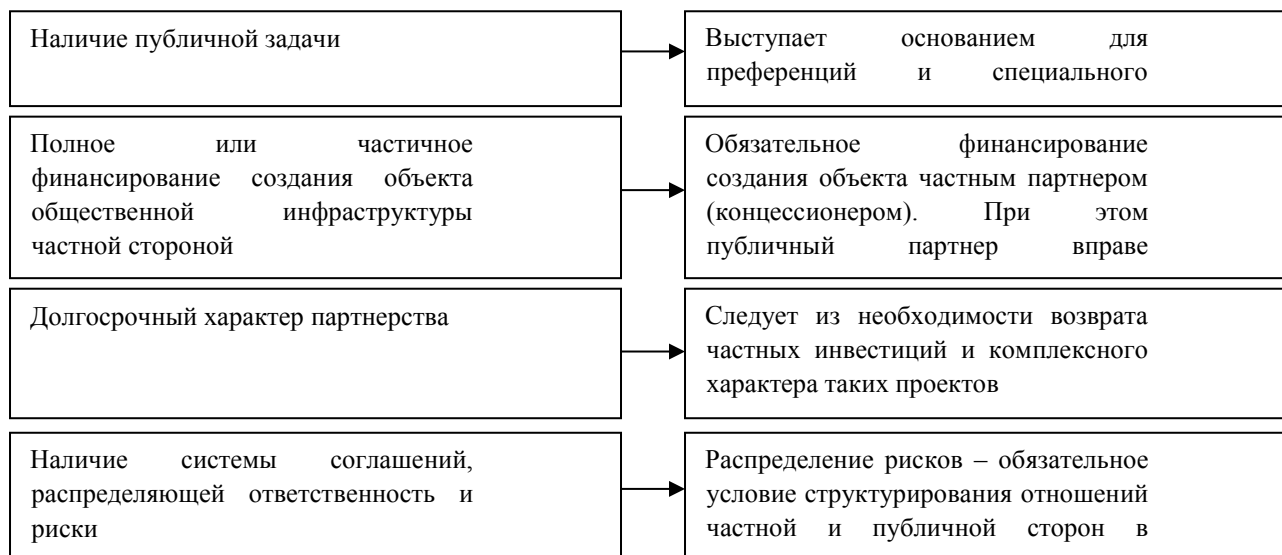 Наличие публичной задачи
Выступает основанием для
преференций и специального
Полное или частичное
финансирование создания объекта
общественной инфраструктуры
частной стороной
Обязательное финансирование
создания объекта частным партнером
(концессионером). При этом
публичный партнер вправе
Долгосрочный характер партнерства
Следует из необходимости возврата
частных инвестиций и комплексного
характера таких проектов
Наличие системы соглашений,
распределяющей ответственность и
риски
Распределение рисков – обязательное
условие структурирования отношений
частной и публичной сторон в